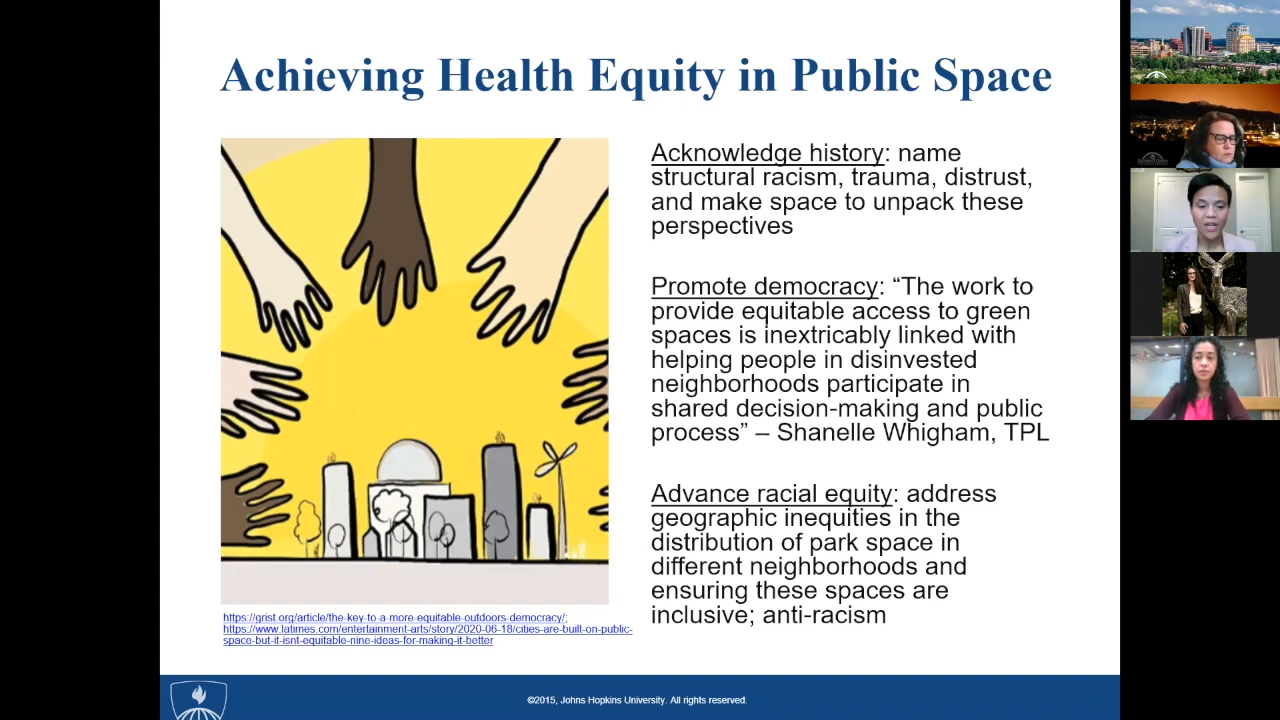 Achieving Health Equity in Public Space
Acknowledge history: name
structural racism, trauma, distrust,
and make space to unpack these
perspectives
Promote democracy: “The work to
provide equitable access to green
spaces is inextricably linked with
helping people in disinvested
neighborhoods participate in
shared decision-making and public
process” – Shanelle Whigham, TPL
Advance racial equity: address
geographic inequities in the
distribution of park space in
different neighborhoods and
ensuring these spaces are
inclusive; anti-racism
https://grist.org/article/the-key-to-a-more-equitable-outdoors-democracy/;
https://www.latimes.com/entertainment-arts/story/2020-06-18/cities-are-built-on-public-
space-but-it-isnt-equitable-nine-ideas-for-making-it-better
©2015, Johns Hopkins University. All rights reserved.